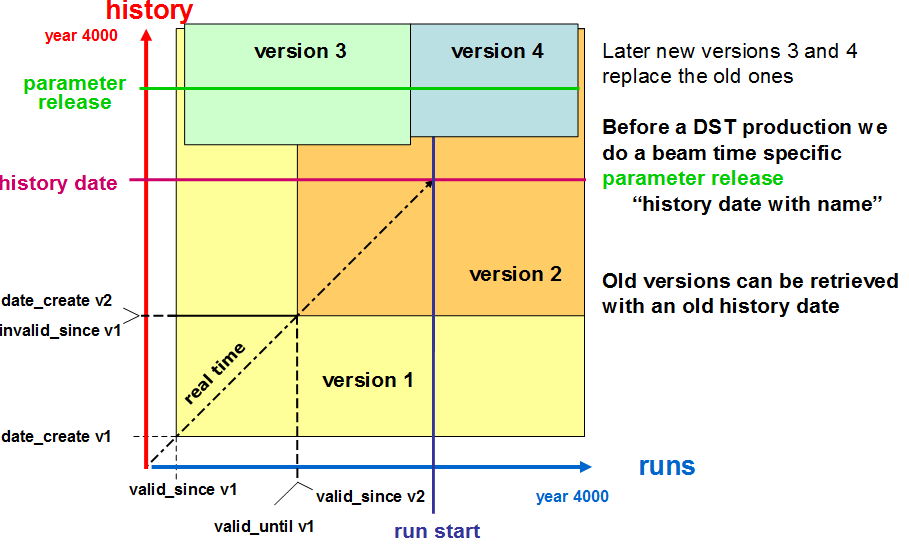 history
year 4000
parameter
release
history date
date_create v2
invalid_since v1
date_create v1
version 3
version 4
version 2
version 1
real time
valid_since v1
valid_since v2
valid_until v1
run start
runs
year 4000
Later new versions 3 and 4
replace the old ones
Before a DST production we
do a beam time specific
parameter release
“history date with name”
Old versions can be retrieved
with an old history date